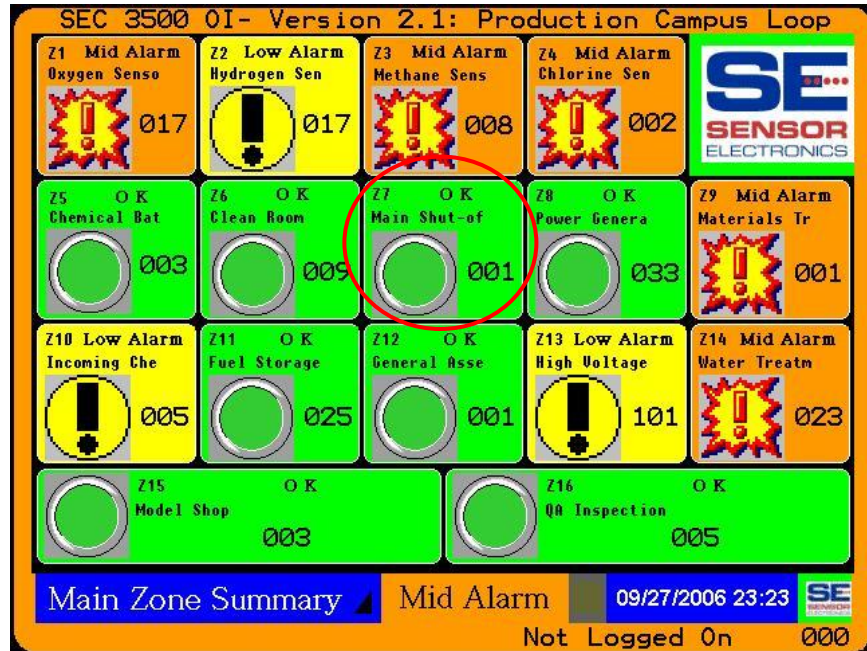 SEC 3500 OI- Version 2.1: Production Campus Loop
Z1 Mid Alarm
Oxygen Senso
017
Z2 Low Alarm
Hydrogen Sen
017
Z3 Mid Alarm
Methane Sens
008
Z4 Mid Alarm
Chlorine Sen
002
SE
SENSOR
ELECTRONICS
Z5 OK
Chemical Bat
003
Z6 OK
Clean Room
009
Z7 OK
Main Shut-of
001
Z8 OK
Power Genera
033
Z9 Mid Alarm
Materials Tr
001
Z10 Low Alarm
Incoming Che
005
Z11 OK
Fuel Storage
025
Z12 OK
General Asse
001
Z13 Low Alarm
High Voltage
101
Z14 Mid Alarm
Water Treatm
023
Z15 OK
Model Shop
003
Z16 OK
QA Inspection
005
Main Zone Summary
Mid Alarm
09/27/2006 23:23
SE
Not Logged On 000